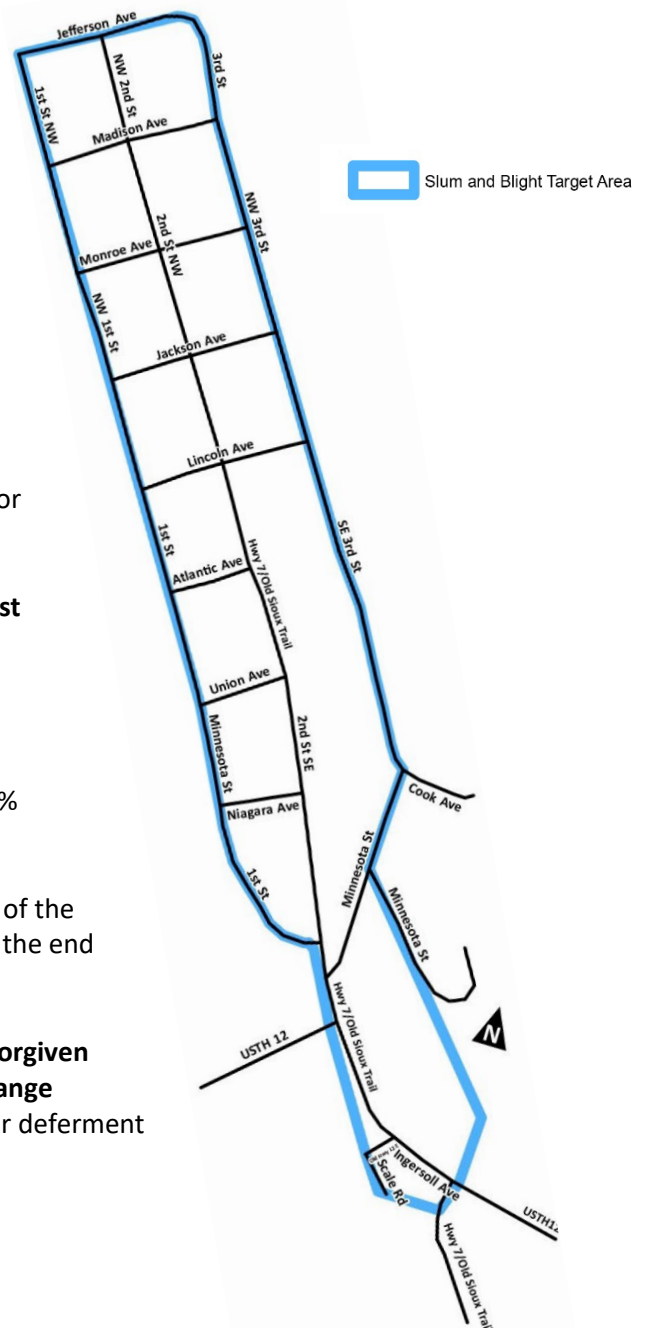 Jefferson Ave
3rd St
NW 2nd St
1st St NW
Madison Ave
Slum and Blight Target Area
NW 3rd St
2nd St NW
Monroe Ave
NW 1st St
Jackson Ave
Lincoln Ave
or
1st St
SE 3rd St
Hwy 7/Old Sioux Trail
Atlantic Ave
st
Union Ave
Minnesota St
2nd St SE
%
Cook Ave
Niagara Ave
Minnesota St
1st St
Minnesota St
of the
the end
Hwy 7/Old Sioux Trail
N
USTH 12
orgiven
ange
r deferment
Ingersoll Ave
Scale Rd
USTH12
Hwy 7/Old Sioux Trail